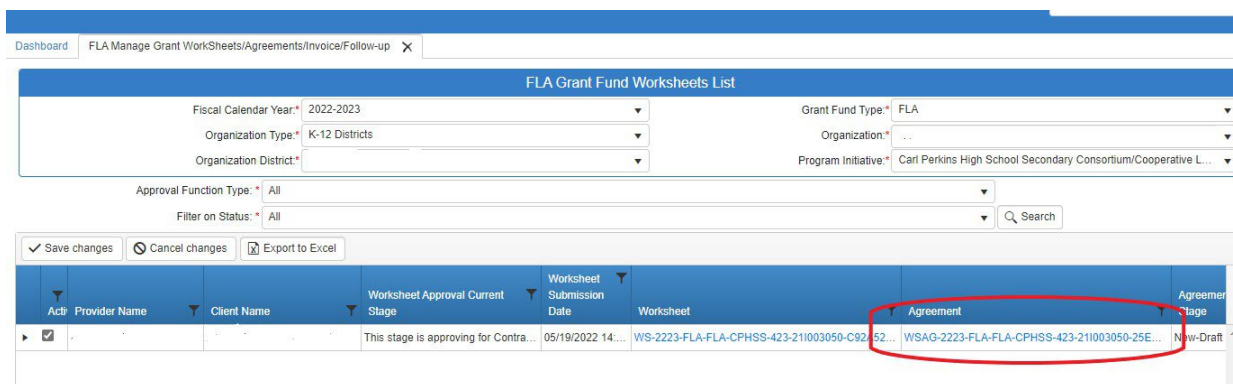 Dashboard FLA Manage Grant WorkSheets/Agreements/Invoice/Follow-up X
FLA Grant Fund Worksheets List
Fiscal Calendar Year:* 2022-2023 Grant Fund Type:* FLA
Organization Type:* K-12 Districts Organization:*
Organization District:* Program Initiative:* Carl Perkins High School Secondary Consortium/Cooperative L...
Approval Function Type: * All
Filter on Status: * All Search
Save changes Cancel changes Export to Excel
Acti Provider Name Client Name Worksheet Approval Current Stage Worksheet Submission Date Worksheet Agreement Agreemen Stage
This stage is approving for Contra... 05/19/2022 14:... WS-2223-FLA-FLA-CPHSS-423-21I003050-C92A52... WSAG-2223-FLA-FLA-CPHSS-423-21I003050-25E... New-Draft